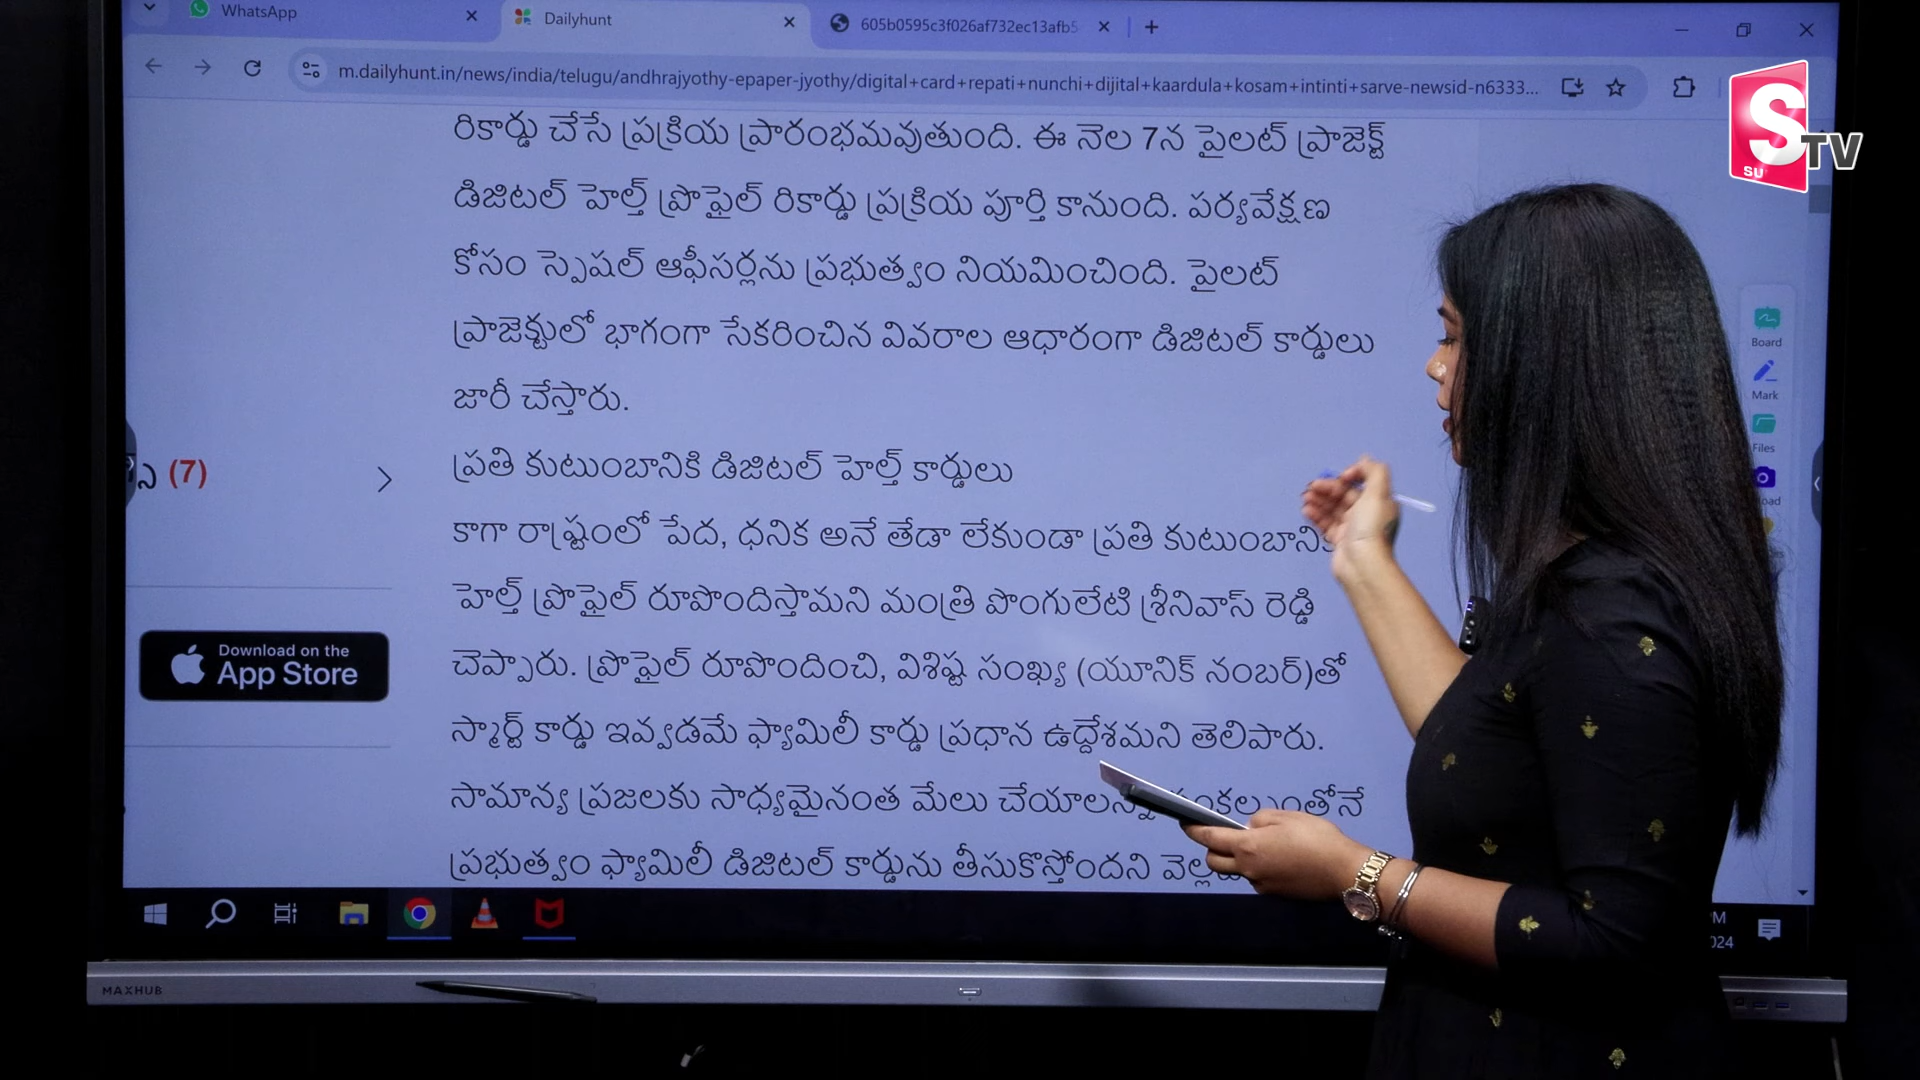 WhatsApp
Dailyhunt
605b0595c3f026af732ec13afb5
m.dailyhunt.in/news/india/telugu/andhrajyothy-epaper-jyothy/digital+card+repati+nunchi+dijital+kaardula+kosam+intinti+sarve-newsid-n6333...
S TV
SU
రికార్డు చేసే ప్రక్రియ ప్రారంభమవుతుంది. ఈ నెల 7న పైలట్ ప్రాజెక్ట్
డిజిటల్ హెల్త్ ప్రొఫైల్ రికార్డు ప్రక్రియ పూర్తి కానుంది. పర్యవేక్షణ
కోసం స్పెషల్ ఆఫీసర్లను ప్రభుత్వం నియమించింది. పైలట్
ప్రాజెక్టులో భాగంగా సేకరించిన వివరాల ఆధారంగా డిజిటల్ కార్డులు
జారీ చేస్తారు.
(7)
ప్రతి కుటుంబానికి డిజిటల్ హెల్త్ కార్డులు
కాగా రాష్ట్రంలో పేద, ధనిక అనే తేడా లేకుండా ప్రతి
హెల్త్ ప్రొఫైల్ రూపొందిస్తామని మంత్రి పొంగులేటి శ్రీనివాస్ రెడ్డి
చెప్పారు. ప్రొఫైల్ రూపొందించి, విశిష్ట సంఖ్య (యూనిక్ నంబర్)తో
స్మార్ట్ కార్డు ఇవ్వడమే ఫ్యామిలీ కార్డు ప్రధాన ఉద్దేశమని తెలిపారు.
సామాన్య ప్రజలకు సాధ్యమైనంత మేలు
ప్రభుత్వం ఫ్యామిలీ డిజిటల్ కార్డును తీసుకొస్తోందని
Download on the
App Store
Board
Mark
Files
MAXHUB